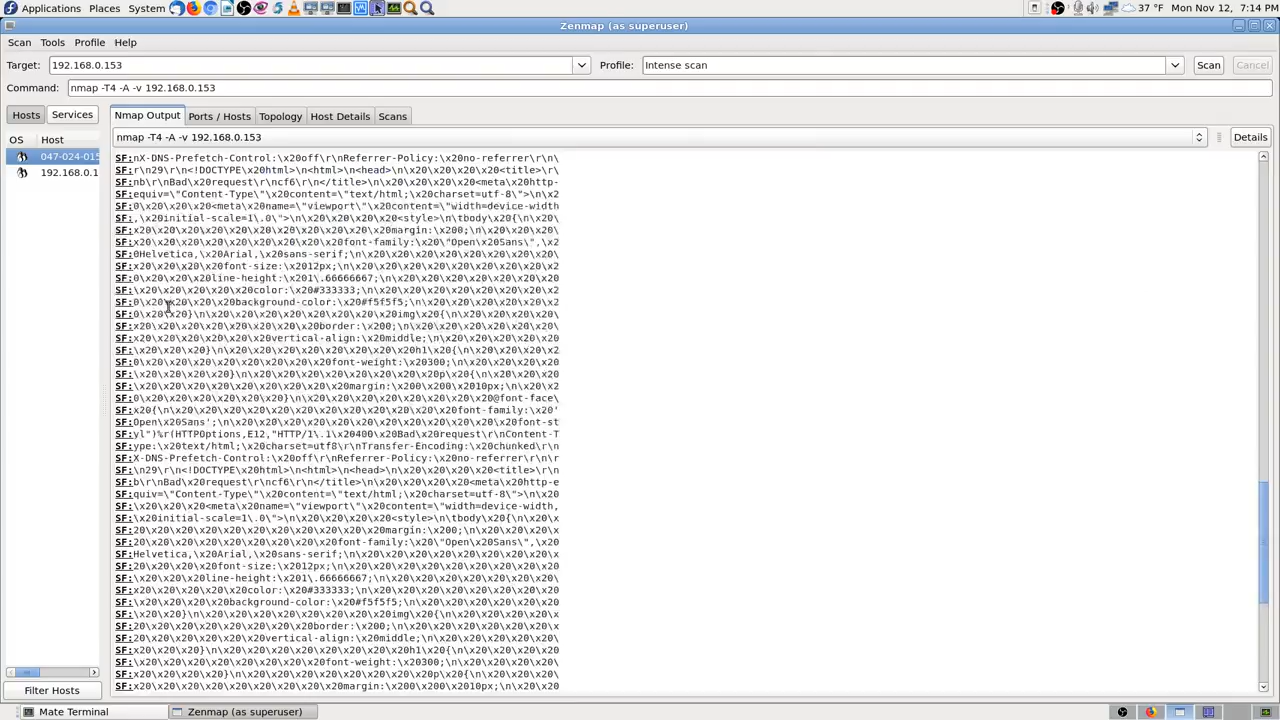 Applications Places System 37 °F Mon Nov 12, 7:14 PM
Zenmap (as superuser)
Scan Tools Profile Help
Target: 192.168.0.153 Profile: Intense scan Scan Cancel
Command: nmap -T4 -A -v 192.168.0.153
Hosts Services Nmap Output Ports / Hosts Topology Host Details Scans
nmap -T4 -A -v 192.168.0.153 Details
OS Host
047-024-015
192.168.0.1
SF:nX-DNS-Prefetch-Control:\x20off\r\nReferrer-Policy:\x20no-referrer\r\n\
SF:r\n29\r\n<!DOCTYPE\x20html>\n<html>\n<head>\n\x20\x20\x20\x20<title>\r\
SF:nb\r\nBad\x20request\r\ncf6\r\n</title>\n\x20\x20\x20\x20<meta\x20http-
SF:equiv=\"Content-Type\"\x20content=\"text/html;\x20charset=utf-8\">\n\x2
SF:0\x20\x20\x20<meta\x20name=\"viewport\"\x20content=\"width=device-width
SF:,\x20initial-scale=1\.0\">\n\x20\x20\x20\x20<style>\n\tbody\x20{\n\x20\
SF:x20\x20\x20\x20\x20\x20\x20\x20\x20\x20\x20margin:\x200;\n\x20\x20\x20\
SF:x20\x20\x20\x20\x20\x20\x20\x20\x20font-family:\x20\"Open\x20Sans\",\x2
SF:0Helvetica,\x20Arial,\x20sans-serif;\n\x20\x20\x20\x20\x20\x20\x20\x20\
SF:x20\x20\x20\x20font-size:\x2012px;\n\x20\x20\x20\x20\x20\x20\x20\x20\x2
SF:0\x20\x20\x20line-height:\x201\.66666667;\n\x20\x20\x20\x20\x20\x20\x20
SF:\x20\x20\x20\x20\x20color:\x20#333333;\n\x20\x20\x20\x20\x20\x20\x20\x2
SF:0\x20\x20\x20\x20background-color:\x20#f5f5f5;\n\x20\x20\x20\x20\x20\x2
SF:0\x20\x20}\n\x20\x20\x20\x20\x20\x20\x20\x20img\x20{\n\x20\x20\x20\x20\
SF:x20\x20\x20\x20\x20\x20\x20\x20border:\x200;\n\x20\x20\x20\x20\x20\x20\
SF:x20\x20\x20\x20\x20\x20vertical-align:\x20middle;\n\x20\x20\x20\x20\x20
SF:\x20\x20\x20}\n\x20\x20\x20\x20\x20\x20\x20\x20h1\x20{\n\x20\x20\x20\x2
SF:0\x20\x20\x20\x20\x20\x20\x20\x20font-weight:\x20300;\n\x20\x20\x20\x20
SF:\x20\x20\x20\x20}\n\x20\x20\x20\x20\x20\x20\x20\x20p\x20{\n\x20\x20\x20
SF:\x20\x20\x20\x20\x20\x20\x20\x20\x20margin:\x200\x200\x2010px;\n\x20\x2
SF:0\x20\x20\x20\x20\x20\x20}\n\x20\x20\x20\x20\x20\x20\x20\x20@font-face\
SF:x20{\n\x20\x20\x20\x20\x20\x20\x20\x20\x20\x20\x20\x20font-family:\x20'
SF:Open\x20Sans';\n\x20\x20\x20\x20\x20\x20\x20\x20\x20\x20\x20\x20font-st
SF:yl")%r(HTTPOptions,E12,"HTTP/1\.1\x20400\x20Bad\x20request\r\nContent-T
SF:ype:\x20text/html;\x20charset=utf8\r\nTransfer-Encoding:\x20chunked\r\n
SF:X-DNS-Prefetch-Control:\x20off\r\nReferrer-Policy:\x20no-referrer\r\n\r
SF:\n29\r\n<!DOCTYPE\x20html>\n<html>\n<head>\n\x20\x20\x20\x20<title>\r\n
SF:b\r\nBad\x20request\r\ncf6\r\n</title>\n\x20\x20\x20\x20<meta\x20http-e
SF:quiv=\"Content-Type\"\x20content=\"text/html;\x20charset=utf-8\">\n\x20
SF:\x20\x20\x20<meta\x20name=\"viewport\"\x20content=\"width=device-width,
SF:\x20initial-scale=1\.0\">\n\x20\x20\x20\x20<style>\n\tbody\x20{\n\x20\x
SF:20\x20\x20\x20\x20\x20\x20\x20\x20\x20\x20margin:\x200;\n\x20\x20\x20\x
SF:20\x20\x20\x20\x20\x20\x20\x20\x20font-family:\x20\"Open\x20Sans\",\x20
SF:Helvetica,\x20Arial,\x20sans-serif;\n\x20\x20\x20\x20\x20\x20\x20\x20\x
SF:20\x20\x20\x20font-size:\x2012px;\n\x20\x20\x20\x20\x20\x20\x20\x20\x20
SF:\x20\x20\x20line-height:\x201\.66666667;\n\x20\x20\x20\x20\x20\x20\x20\
SF:x20\x20\x20\x20\x20color:\x20#333333;\n\x20\x20\x20\x20\x20\x20\x20\x20
SF:\x20\x20\x20\x20background-color:\x20#f5f5f5;\n\x20\x20\x20\x20\x20\x20
SF:\x20\x20}\n\x20\x20\x20\x20\x20\x20\x20\x20img\x20{\n\x20\x20\x20\x20\x
SF:20\x20\x20\x20\x20\x20\x20\x20border:\x200;\n\x20\x20\x20\x20\x20\x20\x
SF:20\x20\x20\x20\x20\x20vertical-align:\x20middle;\n\x20\x20\x20\x20\x20\
SF:x20\x20\x20}\n\x20\x20\x20\x20\x20\x20\x20\x20h1\x20{\n\x20\x20\x20\x20
SF:\x20\x20\x20\x20\x20\x20\x20\x20font-weight:\x20300;\n\x20\x20\x20\x20\
SF:x20\x20\x20\x20}\n\x20\x20\x20\x20\x20\x20\x20\x20p\x20{\n\x20\x20\x20\
SF:x20\x20\x20\x20\x20\x20\x20\x20\x20margin:\x200\x200\x2010px;\n\x20\x20
Filter Hosts
Mate Terminal Zenmap (as superuser)